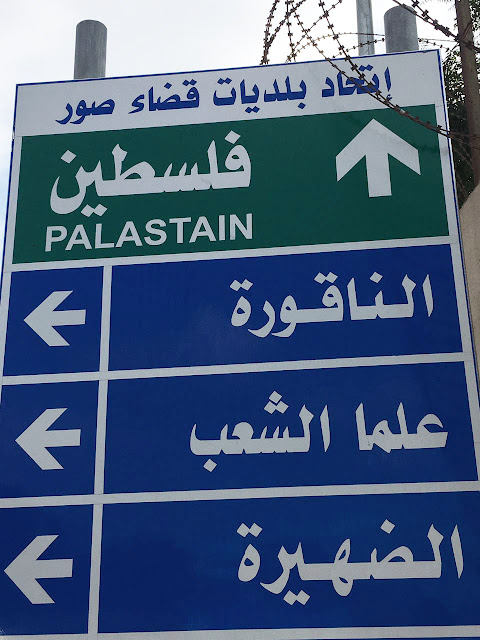 إتحاد بلديات قضاء صور
فلسطين
PALASTAIN
الناقورة
علما الشعب
الضهيرة